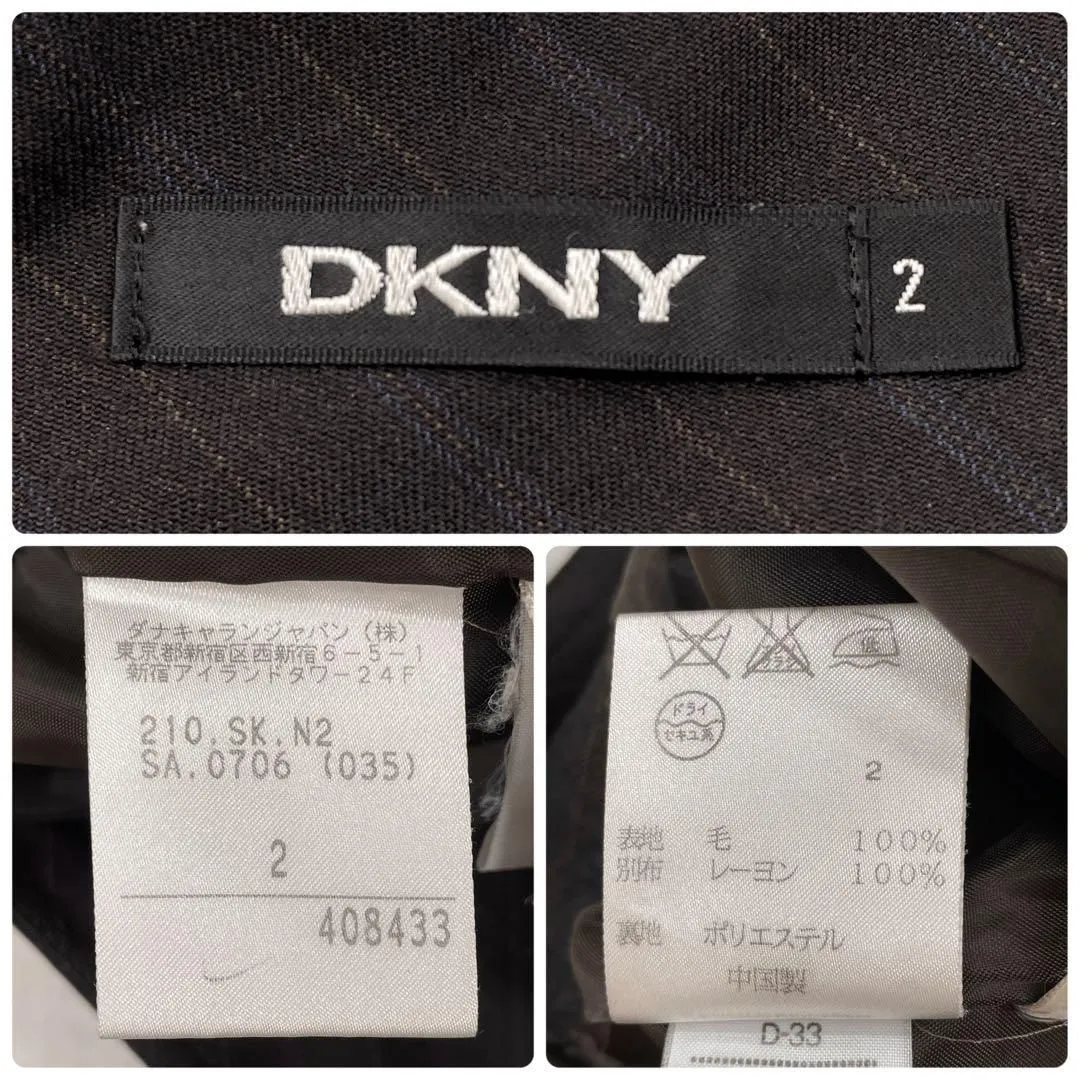 DKNY 2
ダナキャランジャパン (株)
東京都新宿区西新宿6-5-1
新宿アイランドタワー24F
210.SK.N2
SA.0706 (035)
2
408433
低
ドライ
セキユ系
2
表地 毛 100%
別布 レーヨン 100%
裏地 ポリエステル
中国製
D-33